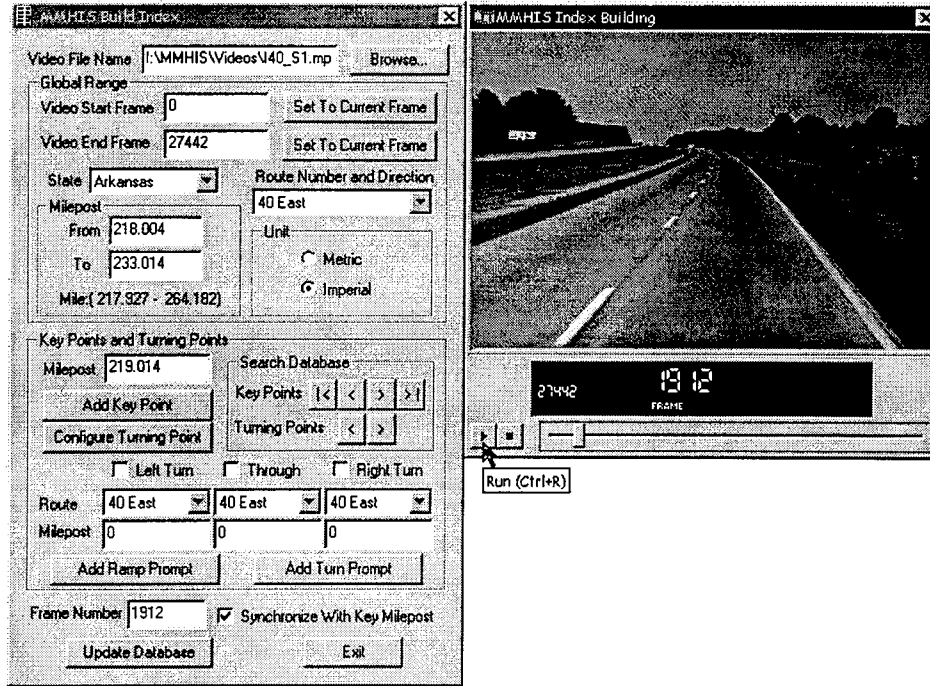 MMHIS Build Index
Video File Name I:\MMHIS\Videos\I40_S1.mp Browse...
Global Range
Video Start Frame 0 Set To Current Frame
Video End Frame 27442 Set To Current Frame
State Arkansas
Route Number and Direction
40 East
Milepost
From 218.004
To 233.014
Mile:( 217.327 - 264.182)
Unit
Metric
Imperial
Key Points and Turning Points
Milepost 219.014
Add Key Point
Configure Turning Point
Search Database
Key Points |< < > >|
Turning Points < >
Left Turn Through Right Turn
Route 40 East 40 East 40 East
Milepost 0 0 0
Add Ramp Prompt Add Turn Prompt
Frame Number 1912 Synchronize With Key Milepost
Update Database Exit
MMHIS Index Building
27442 1912
FRAME
Run (Ctrl+R)